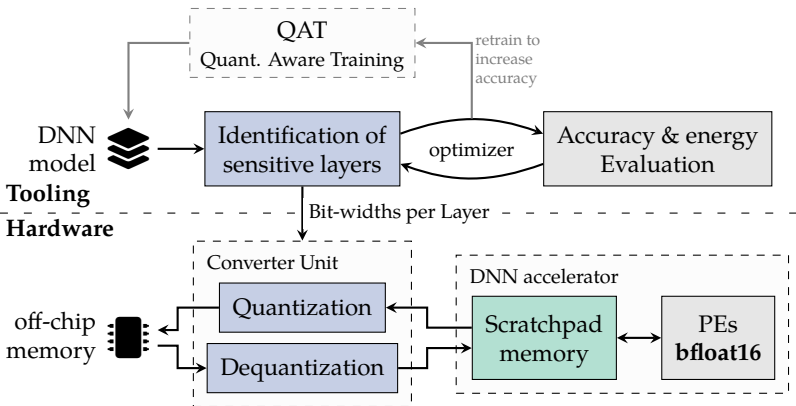 QAT
Quant. Aware Training
retrain to
increase
accuracy
DNN
model
Identification of
sensitive layers
optimizer
Accuracy & energy
Evaluation
Tooling
Bit-widths per Layer
Hardware
Converter Unit
DNN accelerator
off-chip
memory
Quantization
Dequantization
Scratchpad
memory
PEs
bfloat16